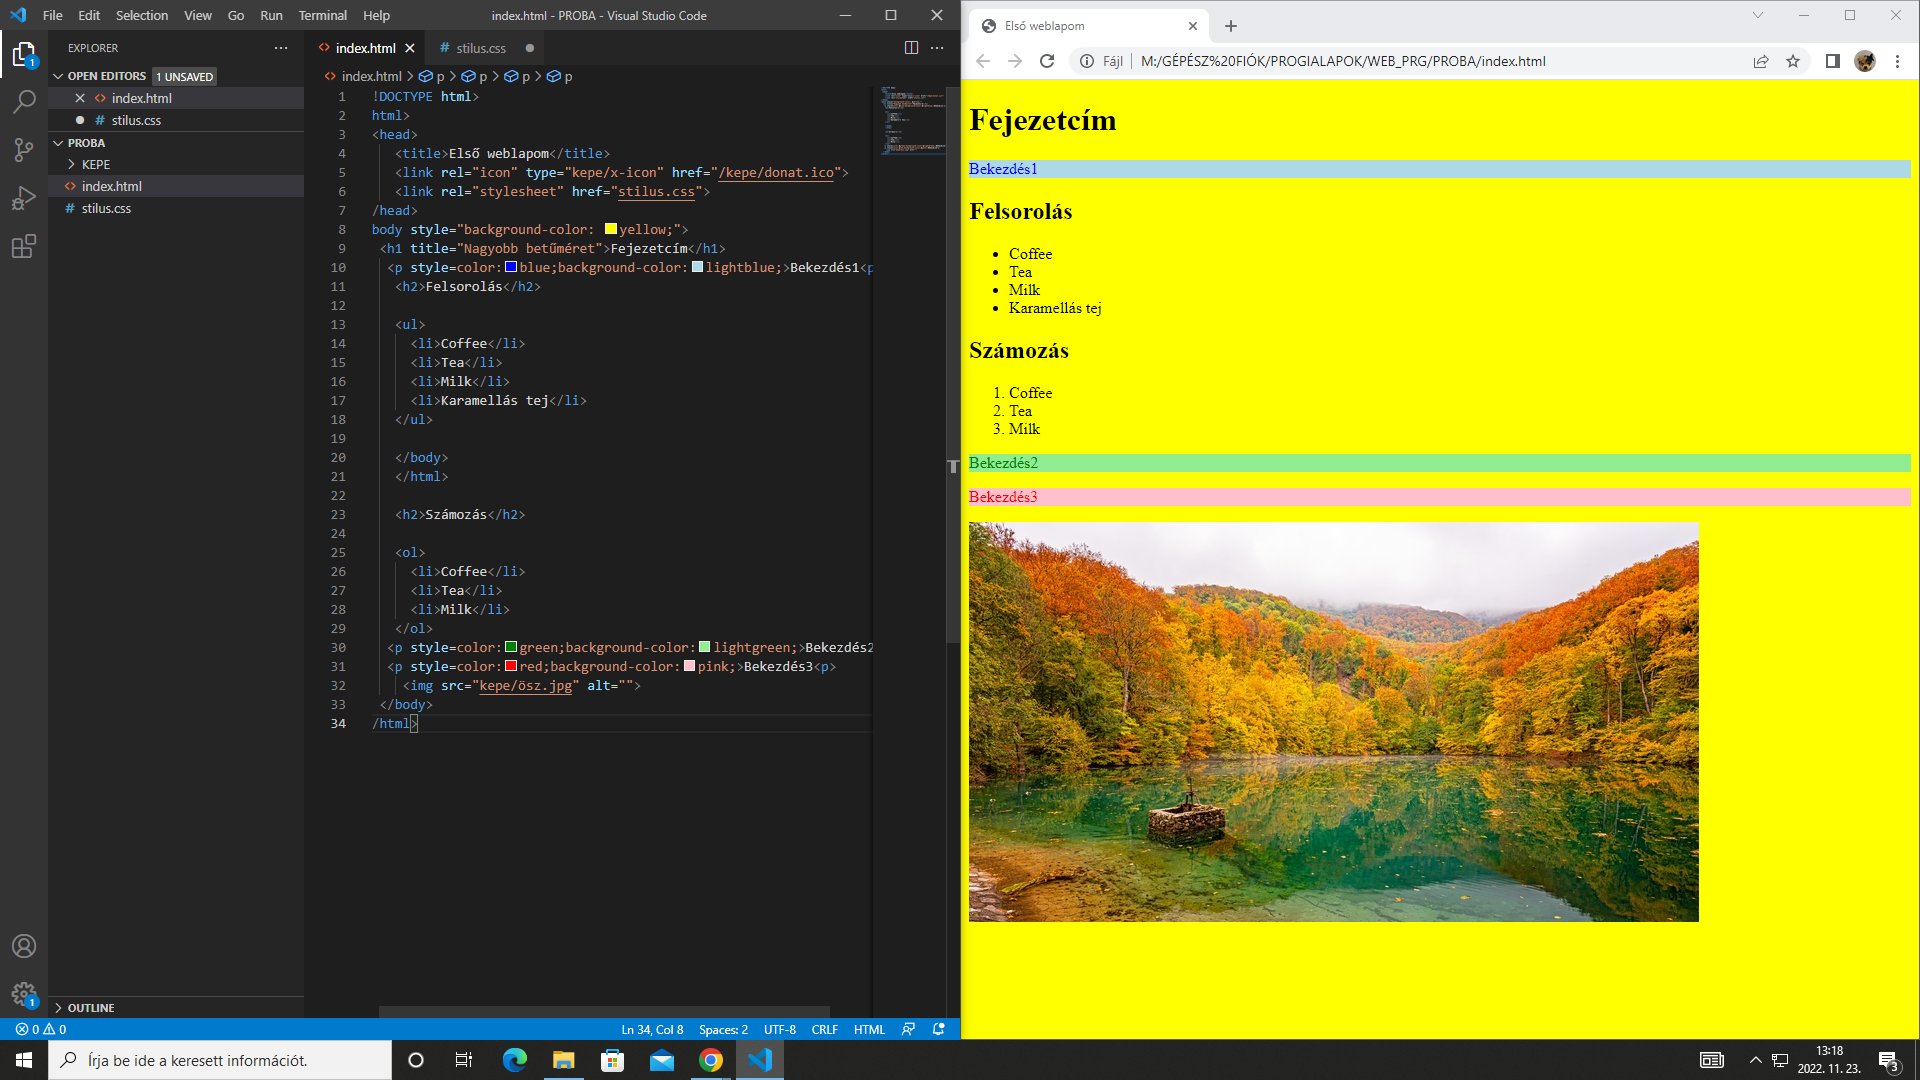 File Edit Selection View Go Run Terminal Help index.html - PROBA - Visual Studio Code
EXPLORER
OPEN EDITORS 1 UNSAVED
index.html
# stilus.css
PROBA
KEPE
index.html
# stilus.css
OUTLINE
1
1
index.html
# stilus.css
index.html > p > p > p > p
1 !DOCTYPE html>
2 html>
3 <head>
4 <title>Első weblapom</title>
5 <link rel="icon" type="kepe/x-icon" href="/kepe/donat.ico">
6 <link rel="stylesheet" href="stilus.css">
7 /head>
8 body style="background-color: yellow;">
9 <h1 title="Nagyobb betűméret">Fejezetcím</h1>
10 <p style=color:blue;background-color:lightblue;>Bekezdés1<p
11 <h2>Felsorolás</h2>
12
13 <ul>
14 <li>Coffee</li>
15 <li>Tea</li>
16 <li>Milk</li>
17 <li>Karamellás tej</li>
18 </ul>
19
20 </body>
21 </html>
22
23 <h2>Számozás</h2>
24
25 <ol>
26 <li>Coffee</li>
27 <li>Tea</li>
28 <li>Milk</li>
29 </ol>
30 <p style=color:green;background-color:lightgreen;>Bekezdés2
31 <p style=color:red;background-color:pink;>Bekezdés3<p>
32 <img src="kepe/ösz.jpg" alt="">
33 </body>
34 /html>
0 0 Ln 34, Col 8 Spaces: 2 UTF-8 CRLF HTML
Első weblapom
Fájl M:/GÉPÉSZ%20FIÓK/PROGIALAPOK/WEB_PRG/PROBA/index.html
Fejezetcím
Bekezdés1
Felsorolás
• Coffee
• Tea
• Milk
• Karamellás tej
Számozás
1. Coffee
2. Tea
3. Milk
Bekezdés2
Bekezdés3
Írja be ide a keresett információt.
13:18
2022. 11. 23.
3